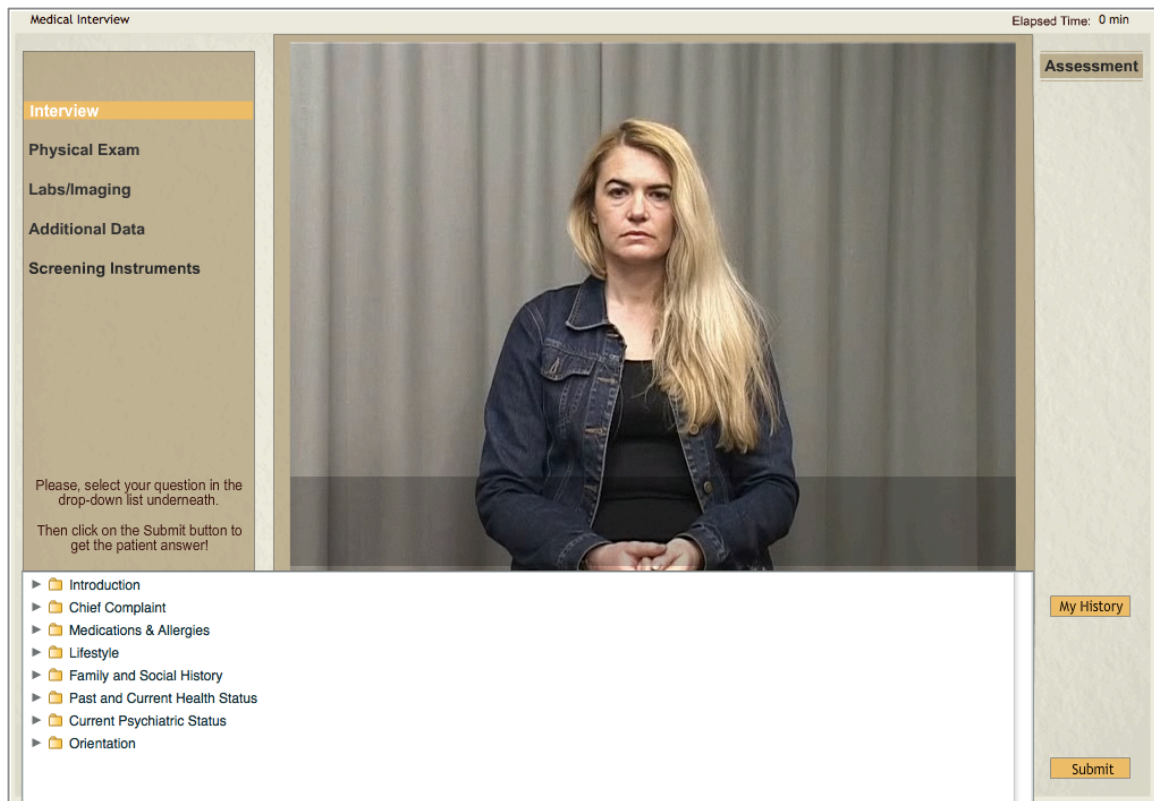 Medical Interview
Elapsed Time: 0 min
Assessment
Interview
Physical Exam
Labs/Imaging
Additional Data
Screening Instruments
Please, select your question in the
drop-down list underneath.
Then click on the Submit button to
get the patient answer!
Introduction
Chief Complaint
Medications & Allergies
Lifestyle
Family and Social History
Past and Current Health Status
Current Psychiatric Status
Orientation
My History
Submit